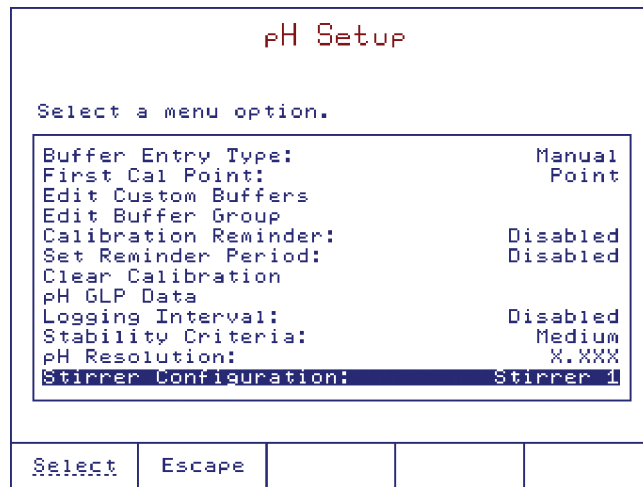 pH Setup
Select a menu option.
Buffer Entry Type: Manual
First Cal Point: Point
Edit Custom Buffers
Edit Buffer Group
Calibration Reminder: Disabled
Set Reminder Period: Disabled
Clear Calibration
pH GLP Data
Logging Interval: Disabled
Stability Criteria: Medium
pH Resolution: X.XXX
Stirrer Configuration: Stirrer 1
Select Escape